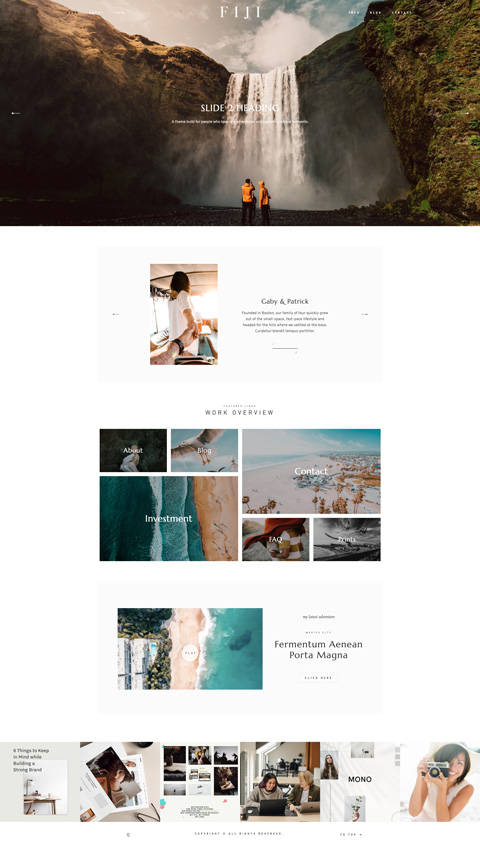 FIJI
BLOG
CONTACT
SLIDE 2 HEADING
A theme build for people who
Gaby & Patrick
Founded in Boston, our family of four quickly grew
out of the small-space, fast-pace lifestyle and
headed for the hills where we settled at the base.
Curabitur blandit tempus porttitor.
FEATURED LINKS
WORK OVERVIEW
About
Blog
Contact
Investment
FAQ
Prints
my latest adventure
MEXICO CITY
Fermentum Aenean
Porta Magna
PLAY
CLICK HERE
6 Things to Keep
in Mind while
Building a
Strong Brand
MONO
COPYRIGHT © ALL RIGHTS RESERVED.
TO TOP